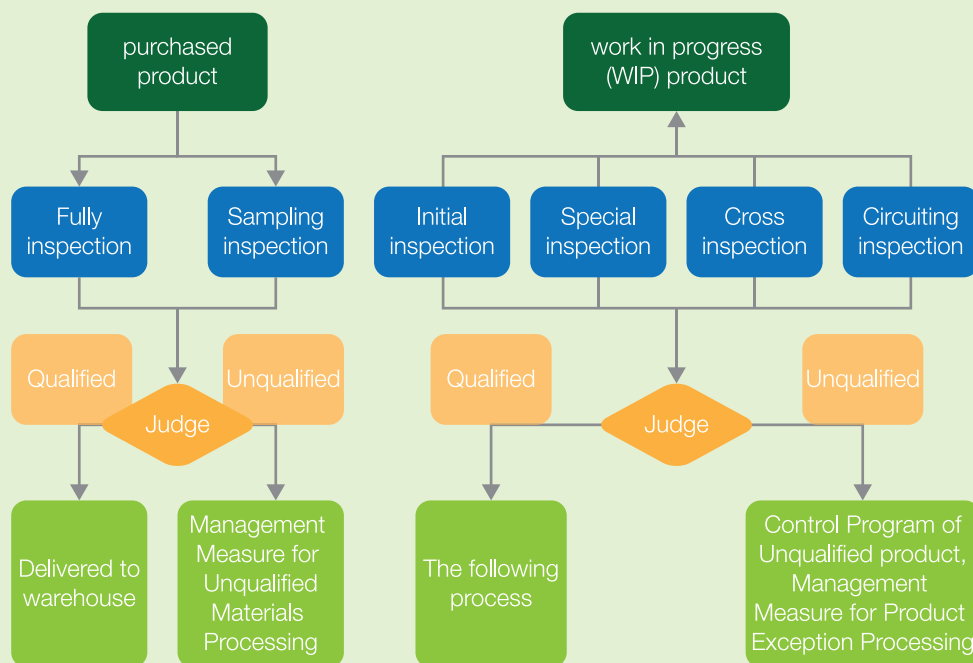 purchased
product
Fully
inspection
Sampling
inspection
Qualified
Unqualified
Judge
Delivered to
warehouse
Management
Measure for
Unqualified
Materials
Processing
work in progress
(WIP) product
Initial
inspection
Special
inspection
Cross
inspection
Circuiting
inspection
Qualified
Unqualified
Judge
The following
process
Control Program of
Unqualified product,
Management
Measure for Product
Exception Processing